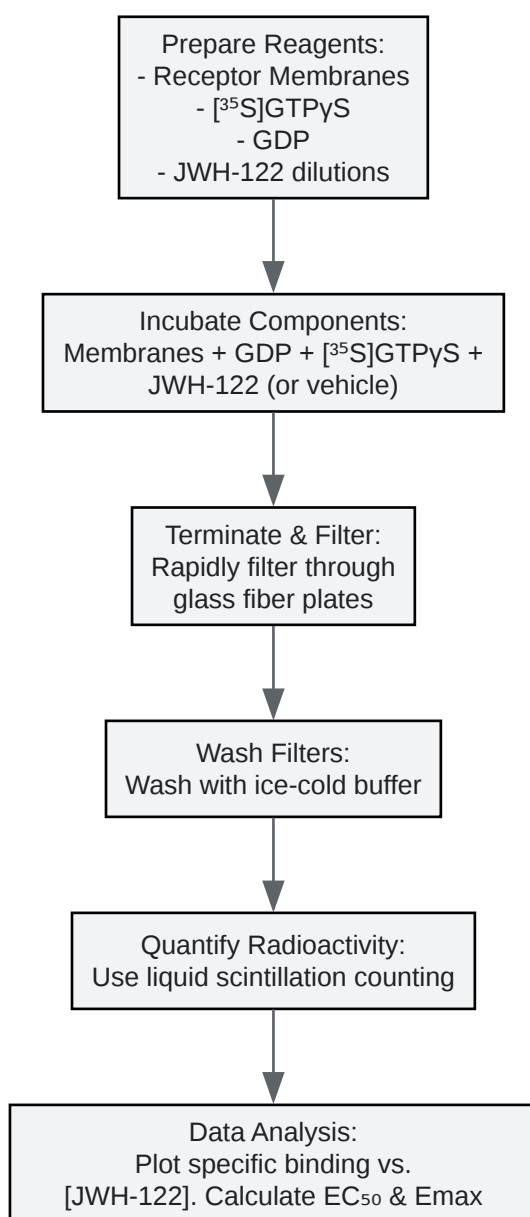 Prepare Reagents:
- Receptor Membranes
- [³⁵S]GTPγS
- GDP
- JWH-122 dilutions
Incubate Components:
Membranes + GDP + [³⁵S]GTPγS +
JWH-122 (or vehicle)
Terminate & Filter:
Rapidly filter through
glass fiber plates
Wash Filters:
Wash with ice-cold buffer
Quantify Radioactivity:
Use liquid scintillation counting
Data Analysis:
Plot specific binding vs.
[JWH-122]. Calculate EC₅₀ & Emax